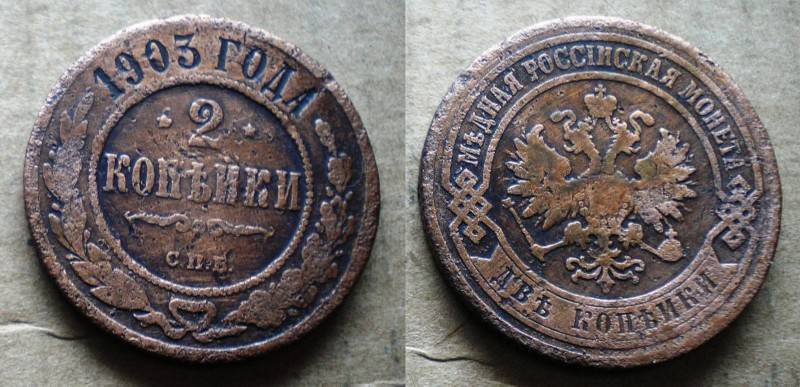 1903 ГОДА
2
КОПѢЙКИ
С.П.Б.
МѢДНАЯ РОССІЙСКАЯ МОНЕТА
ДВѢ КОПѢЙКИ